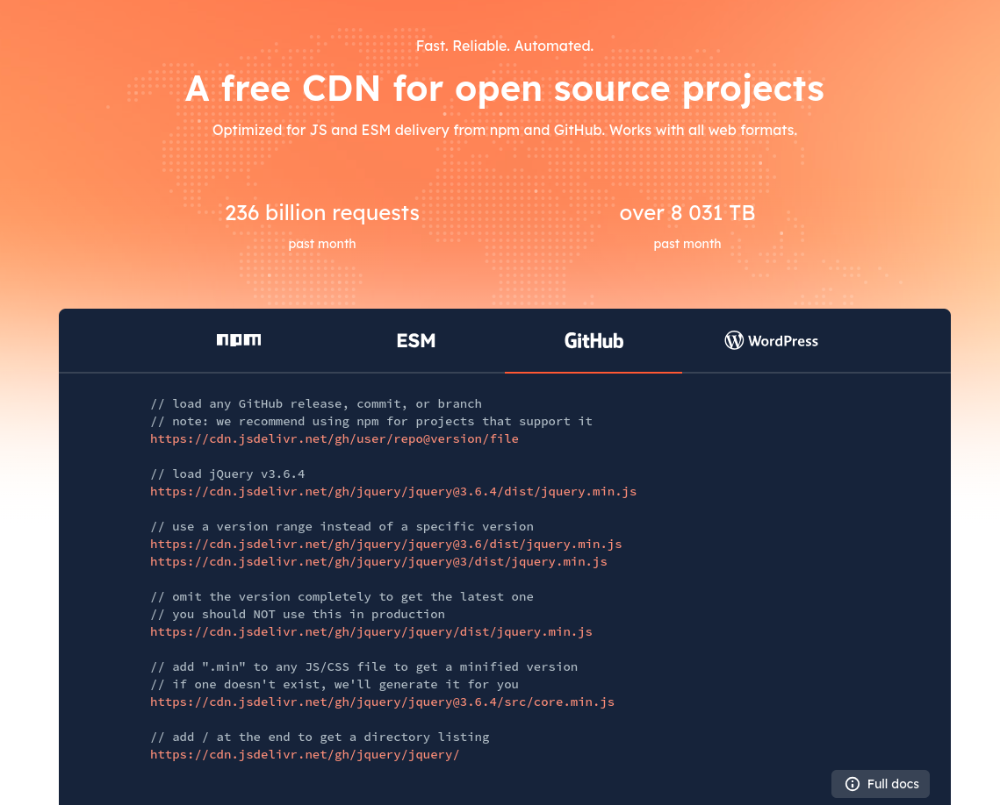 Fast. Reliable. Automated.
A free CDN for open source projects
Optimized for JS and ESM delivery from npm and GitHub. Works with all web formats.
236 billion requests
past month
over 8 031 TB
past month
npm
ESM
GitHub
WordPress
// load any GitHub release, commit, or branch
// note: we recommend using npm for projects that support it
https://cdn.jsdelivr.net/gh/user/repo@version/file
// load jQuery v3.6.4
https://cdn.jsdelivr.net/gh/jquery/jquery@3.6.4/dist/jquery.min.js
// use a version range instead of a specific version
https://cdn.jsdelivr.net/gh/jquery/jquery@3.6/dist/jquery.min.js
https://cdn.jsdelivr.net/gh/jquery/jquery@3/dist/jquery.min.js
// omit the version completely to get the latest one
// you should NOT use this in production
https://cdn.jsdelivr.net/gh/jquery/jquery/dist/jquery.min.js
// add ".min" to any JS/CSS file to get a minified version
// if one doesn't exist, we'll generate it for you
https://cdn.jsdelivr.net/gh/jquery/jquery@3.6.4/src/core.min.js
// add / at the end to get a directory listing
https://cdn.jsdelivr.net/gh/jquery/jquery/
Full docs